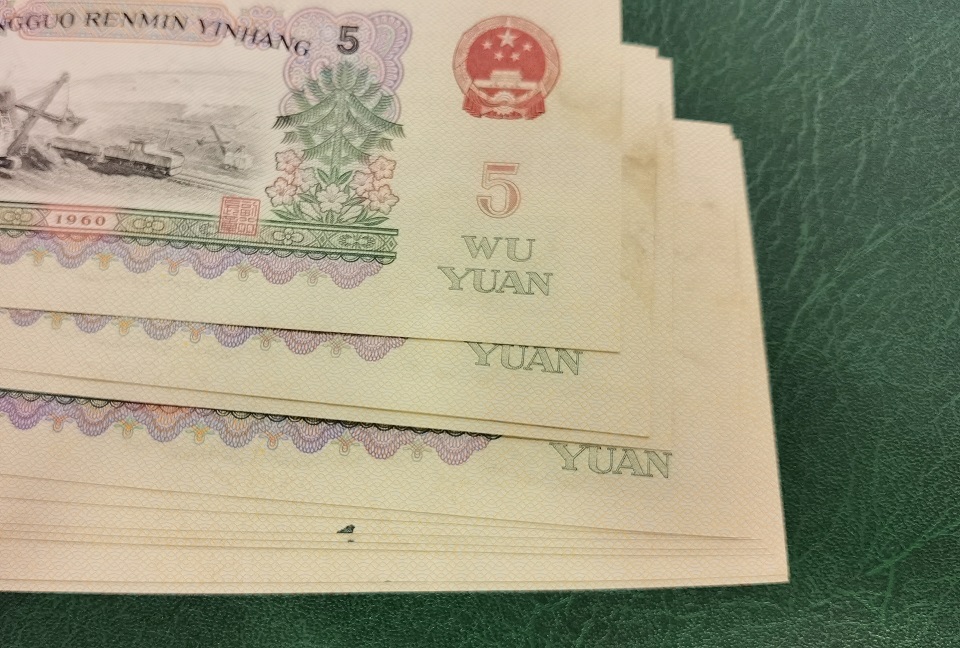 NGGUO RENMIN YINHANG
5
5
WU
YUAN
1960
YUAN
YUAN